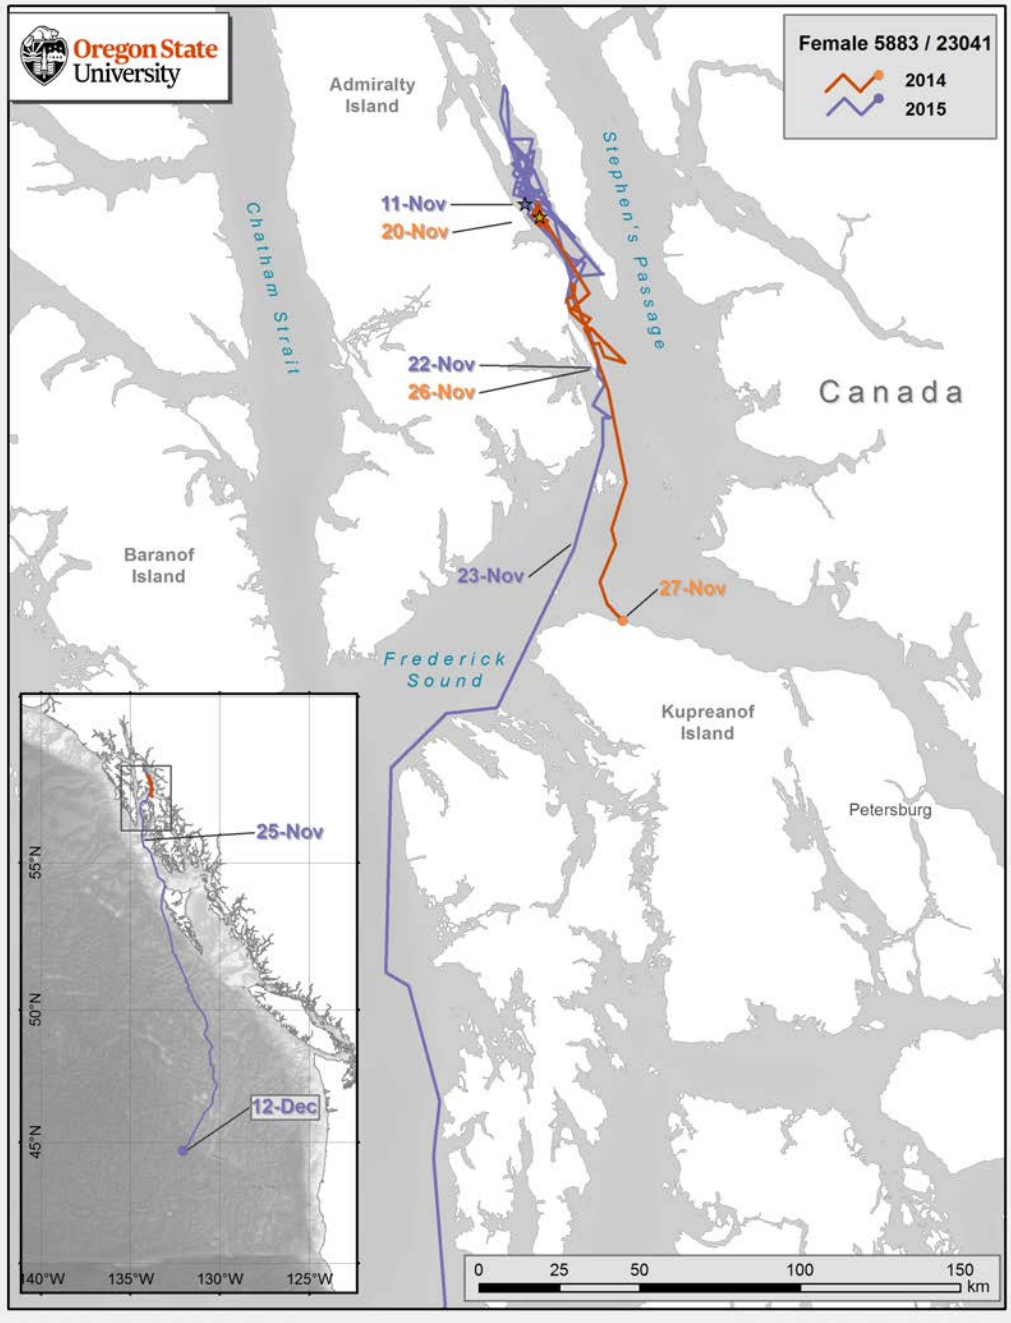 Oregon State
University
Female 5883 / 23041
2014
2015
Admiralty
Island
Stephen's Passage
11-Nov
20-Nov
Chatham Strait
22-Nov
26-Nov
Canada
Baranof
Island
23-Nov
27-Nov
Frederick
Sound
Kupreanof
Island
Petersburg
25-Nov
55°N
50°N
12-Dec
45°N
140°W
135°W
130°W
125°W
0
25
50
100
150
km